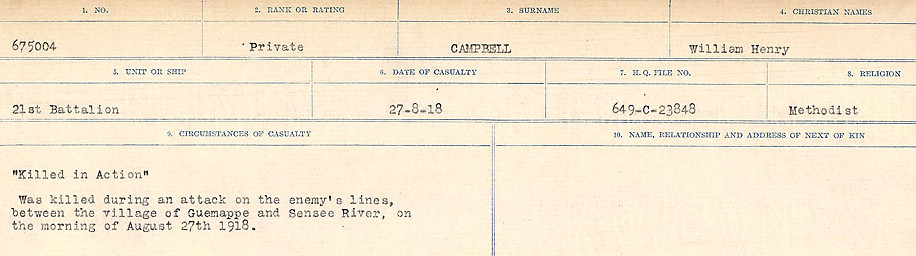 1. NO. 2. RANK OR RATING 3. SURNAME 4. CHRISTIAN NAMES
675004 Private CAMPBELL William Henry
5. UNIT OR SHIP 6. DATE OF CASUALTY 7. H.Q. FILE NO. 8. RELIGION
21st Battalion 27-8-18 649-C-23848 Methodist
9. CIRCUMSTANCES OF CASUALTY 10. NAME, RELATIONSHIP AND ADDRESS OF NEXT OF KIN
"Killed in Action"
Was killed during an attack on the enemy's lines,
between the village of Guemappe and Sensee River, on
the morning of August 27th 1918.